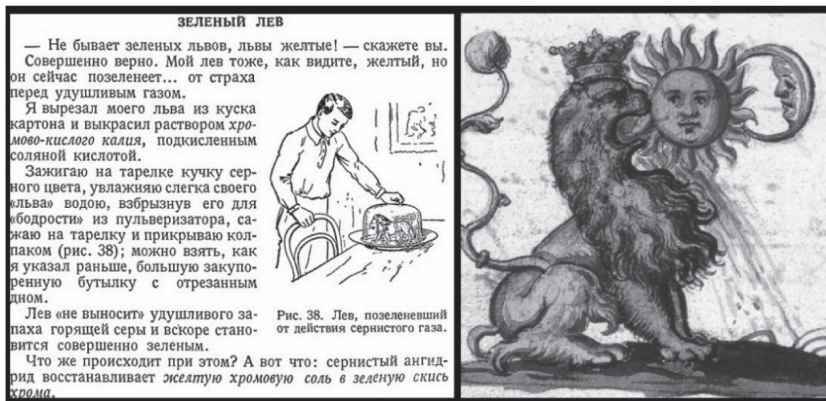 ЗЕЛЕНЫЙ ЛЕВ
— Не бывает зеленых львов, львы желтые! — скажете вы.
Совершенно верно. Мой лев тоже, как видите, желтый, но
он сейчас позеленеет... от страха
перед удушливым газом.
Я вырезал моего льва из куска
картона и выкрасил раствором хро-
мово-кислого калия, подкисленным
соляной кислотой.
Зажигаю на тарелке кучку сер-
ного цвета, увлажняю слегка своего
«льва» водою, взбрызнув его для
«бодрости» из пульверизатора, са-
жаю на тарелку и прикрываю кол-
паком (рис. 38); можно взять, как
я указал раньше, большую закупо-
ренную бутылку с отрезанным
дном.
Лев «не выносит» удушливого за-
паха горящей серы и вскоре стано-
вится совершенно зеленым.
Рис. 38. Лев, позеленевший
от действия сернистого газа.
Что же происходит при этом? А вот что: сернистый ангид-
рид восстанавливает желтую хромовую соль в зеленую окись
хрома.